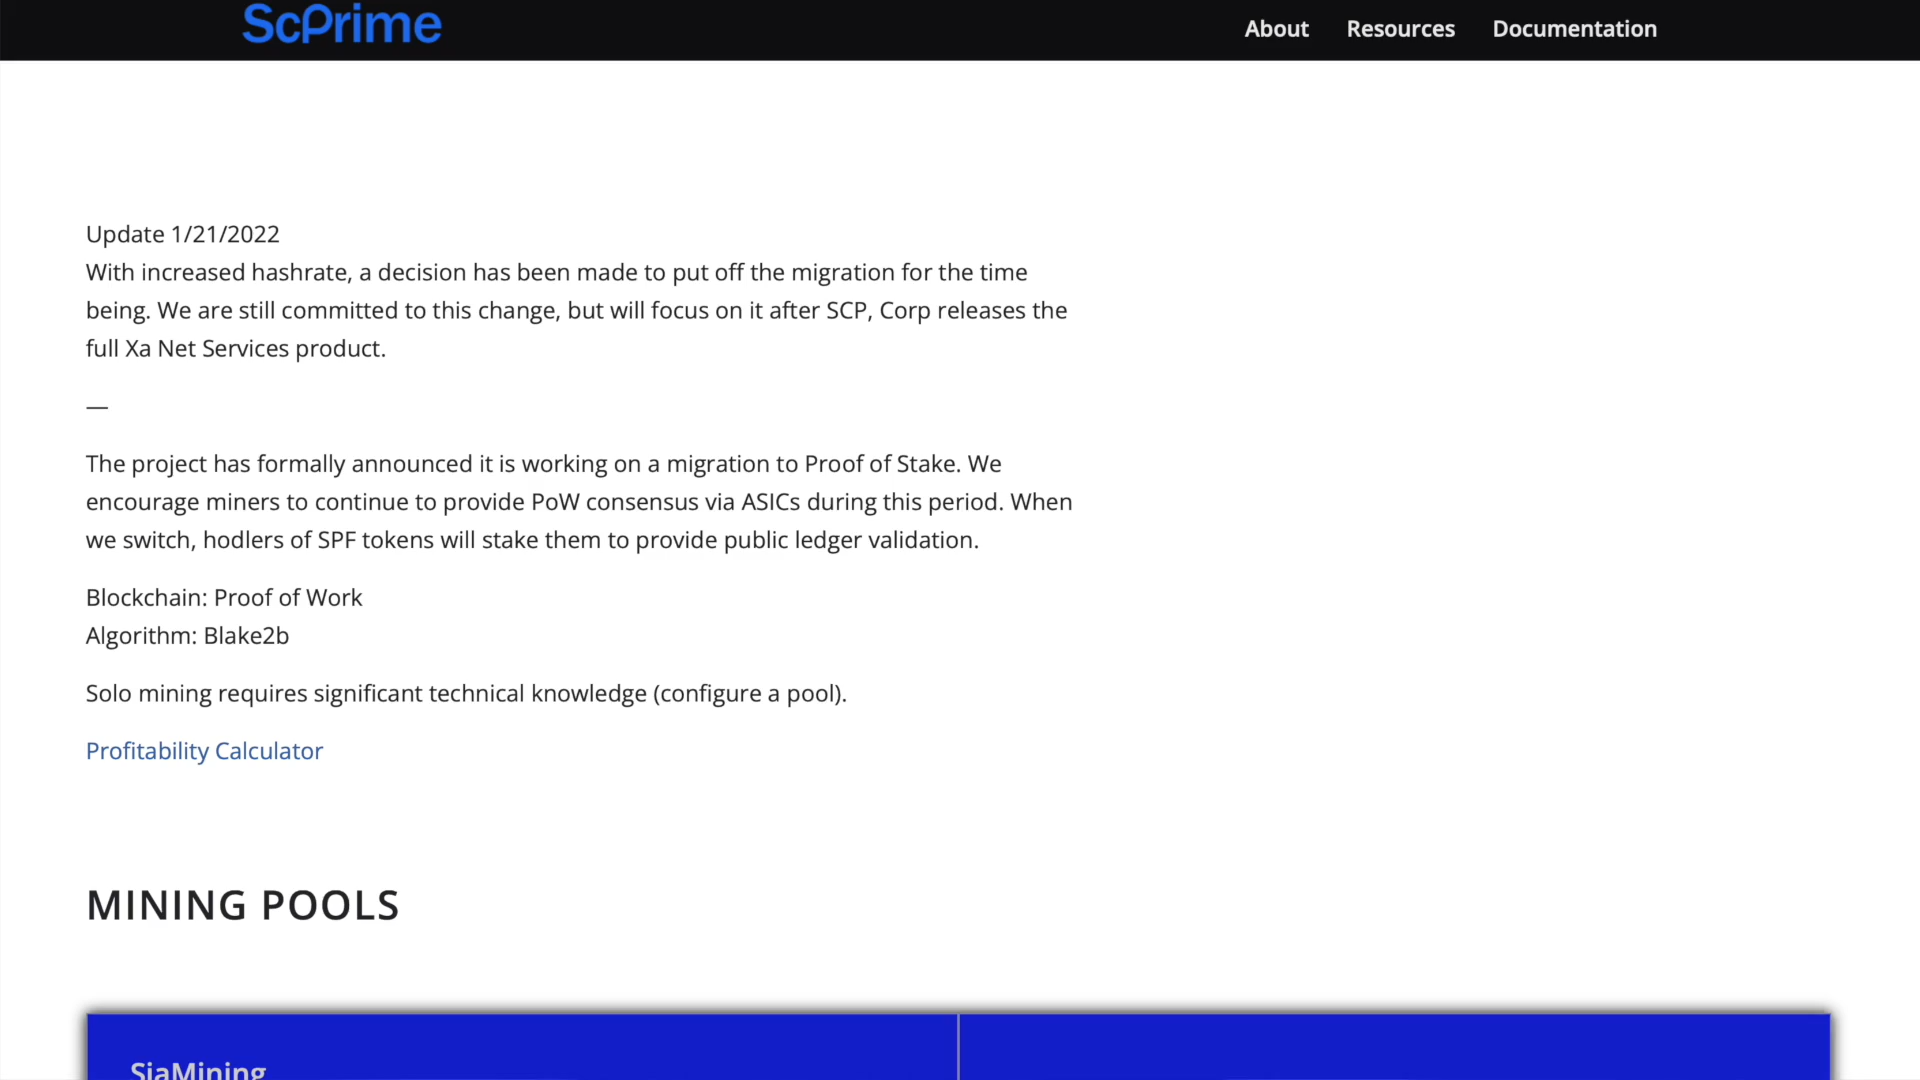 ScPrime
About Resources Documentation
Update 1/21/2022
With increased hashrate, a decision has been made to put off the migration for the time
being. We are still committed to this change, but will focus on it after SCP, Corp releases the
full Xa Net Services product.
—
The project has formally announced it is working on a migration to Proof of Stake. We
encourage miners to continue to provide PoW consensus via ASICs during this period. When
we switch, hodlers of SPF tokens will stake them to provide public ledger validation.
Blockchain: Proof of Work
Algorithm: Blake2b
Solo mining requires significant technical knowledge (configure a pool).
Profitability Calculator
MINING POOLS
SiaMining